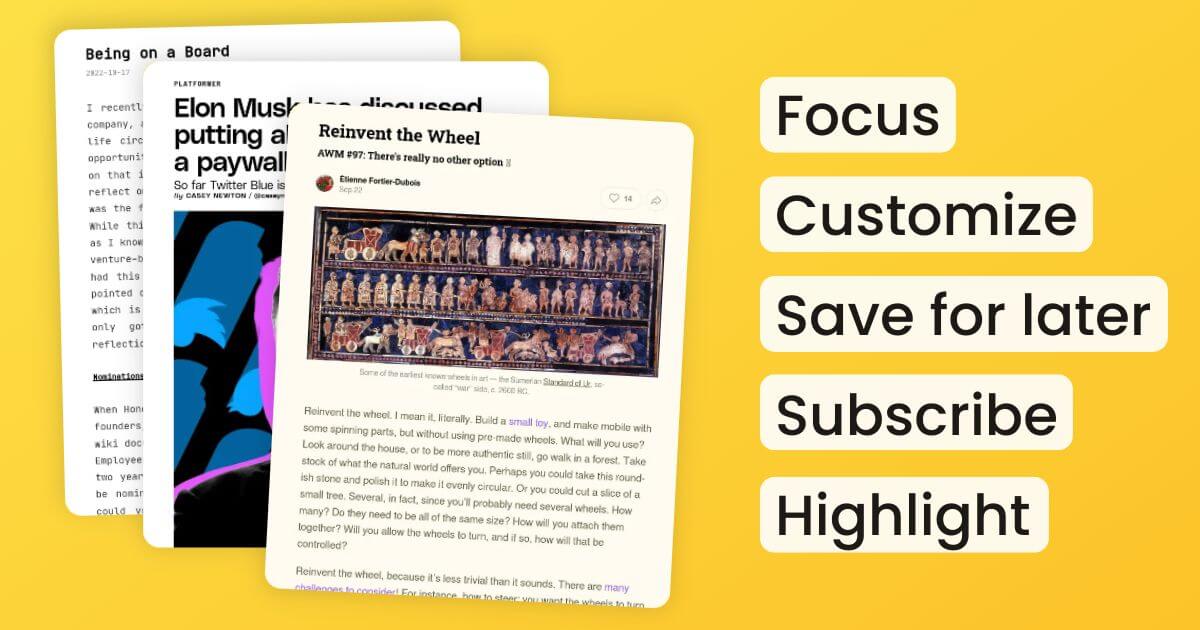 Being on a Board
2022-10-17
I recently
company,
life circ
opportuni
on that i
reflect o
was the f
While thi
as I know
venture-b
had this
pointed o
which is
only go
reflectio
Nominations
When Hon
founders
wiki doc
Employee
two year
be nomin
could
PLATFORMER
Elon Musk has discussed
putting al
a paywall
So far Twitter Blue is
By CASEY NEWTON /
Reinvent the Wheel
AWM #97: There's really no other option
Étienne Fortier-Dubois
Sep 22
14
Some of the earliest known wheels in art — the Sumerian Standard of Ur, so-
called "war" side, c. 2600 BC.
Reinvent the wheel. I mean it, literally. Build a small toy, and make mobile with
some spinning parts, but without using pre-made wheels. What will you use?
Look around the house, or to be more authentic still, go walk in a forest. Take
stock of what the natural world offers you. Perhaps you could take this round-
ish stone and polish it to make it evenly circular. Or you could cut a slice of a
small tree. Several, in fact, since you'll probably need several wheels. How
many? Do they need to be all of the same size? How will you attach them
together? Will you allow the wheels to turn, and if so, how will that be
controlled?
Reinvent the wheel, because it's less trivial than it sounds. There are many
challenges to consider! For instance, how to steer: you want the wheels to turn
Focus
Customize
Save for later
Subscribe
Highlight